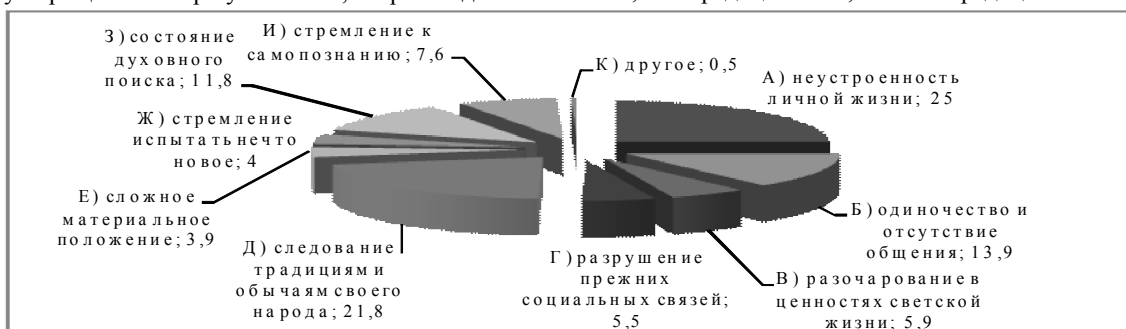 З) состояние
духовного
поиска; 11,8
И) стремление к
самопознанию; 7,6
К) другое; 0,5
А) неустроенность
личной жизни; 25
Ж) стремление
испытать нечто
новое; 4
Е) сложное
материальное
положение; 3,9
Д) следование
традициям и
обычаям своего
народа; 21,8
Г) разрушение
прежних
социальных связей;
5,5
В) разочарование в
ценностях светской
жизни; 5,9
Б) одиночество и
отсутствие
общения; 13,9